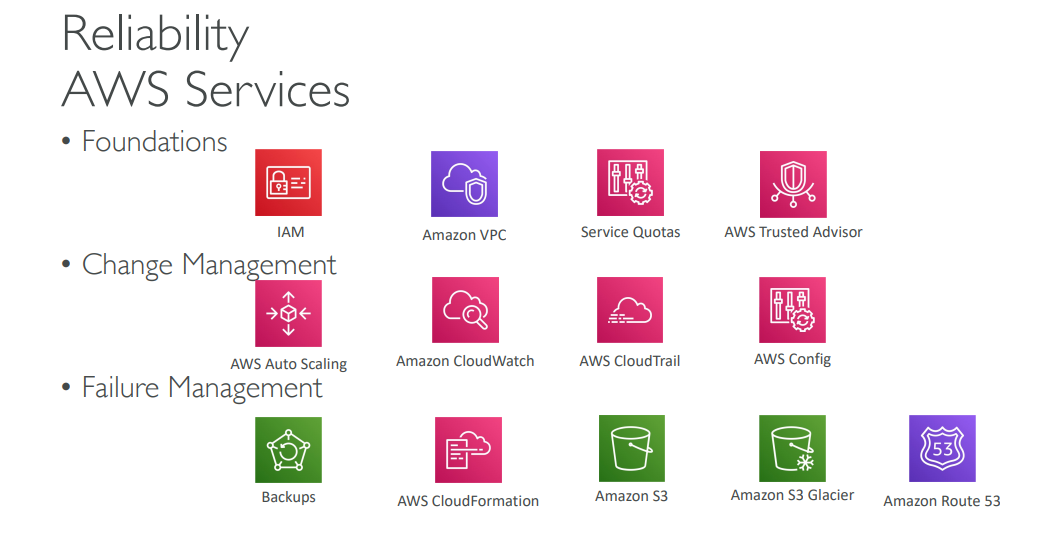 Reliability
AWS Services
• Foundations
IAM
Amazon VPC
Service Quotas
AWS Trusted Advisor
• Change Management
AWS Auto Scaling
Amazon CloudWatch
AWS CloudTrail
AWS Config
• Failure Management
Backups
AWS CloudFormation
Amazon S3
Amazon S3 Glacier
53
Amazon Route 53